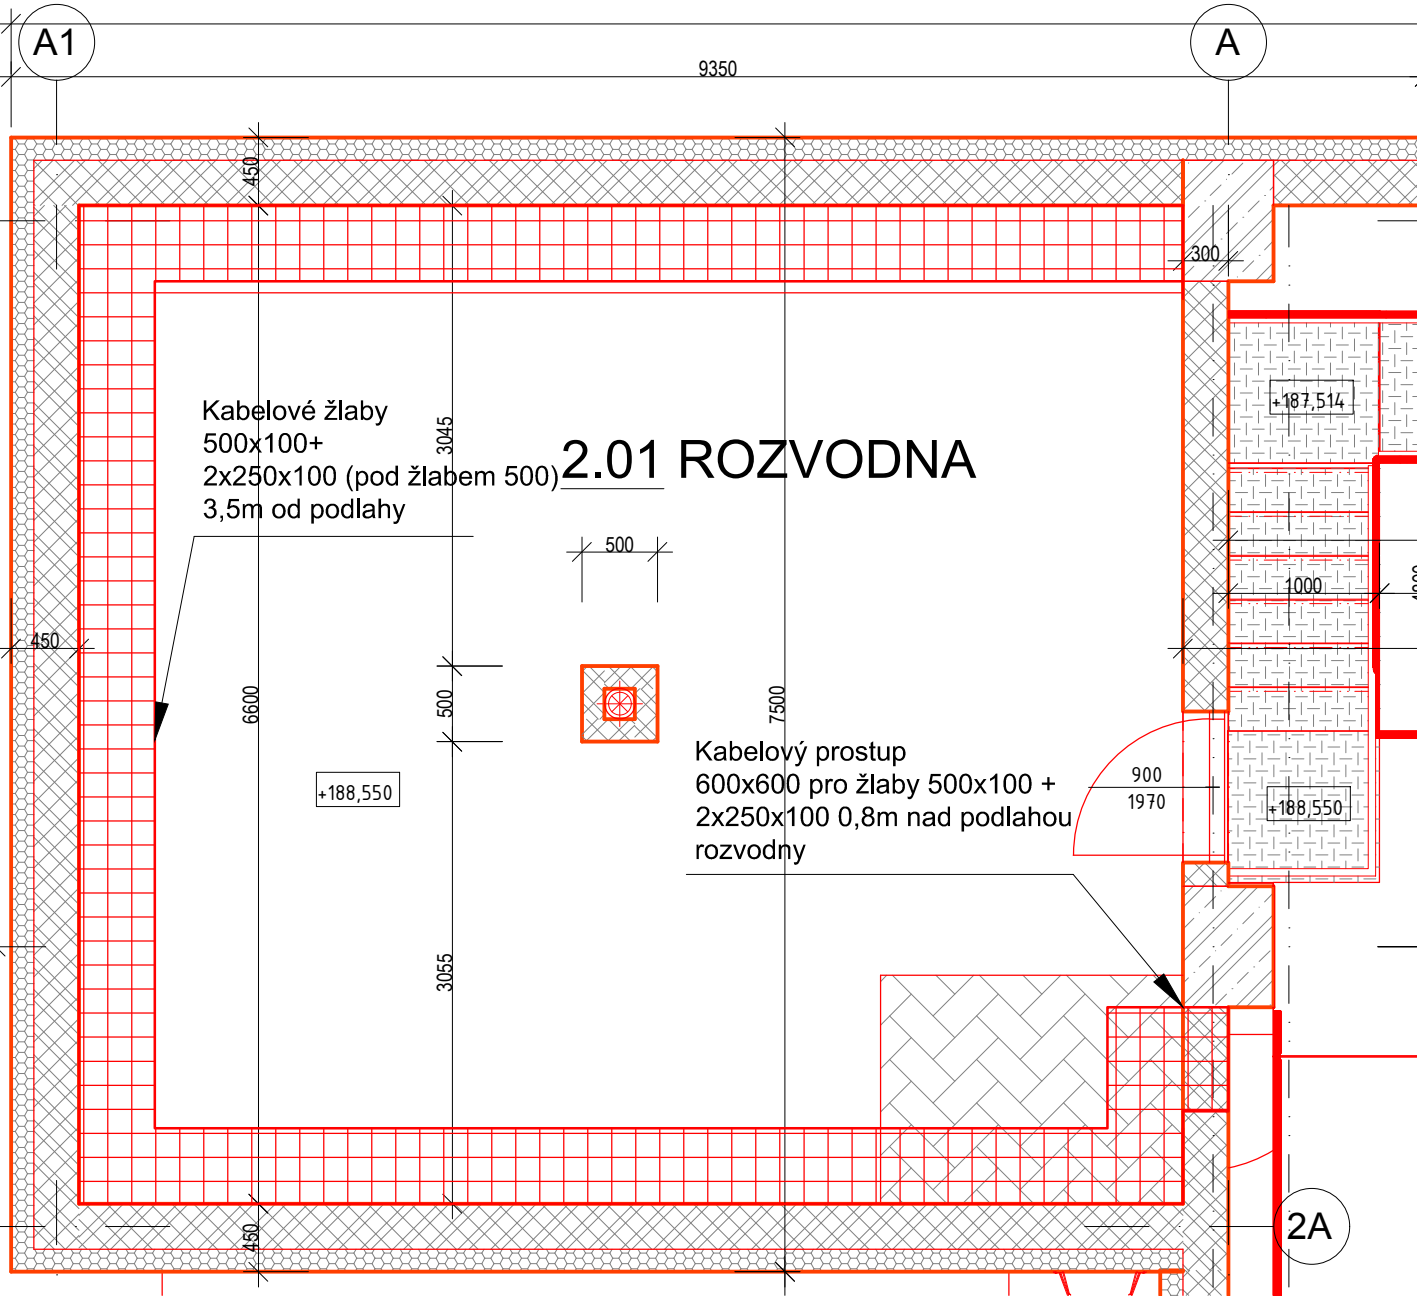 A1
A
9350
450
300
+187,514
Kabelové žlaby
500x100+
2x250x100 (pod žlabem 500)
3,5m od podlahy
3045
2.01 ROZVODNA
500
1000
450
6600
500
7500
Kabelový prostup
600x600 pro žlaby 500x100 +
2x250x100 0,8m nad podlahou
rozvodny
900
1970
+188,550
+188,550
3055
450
2A